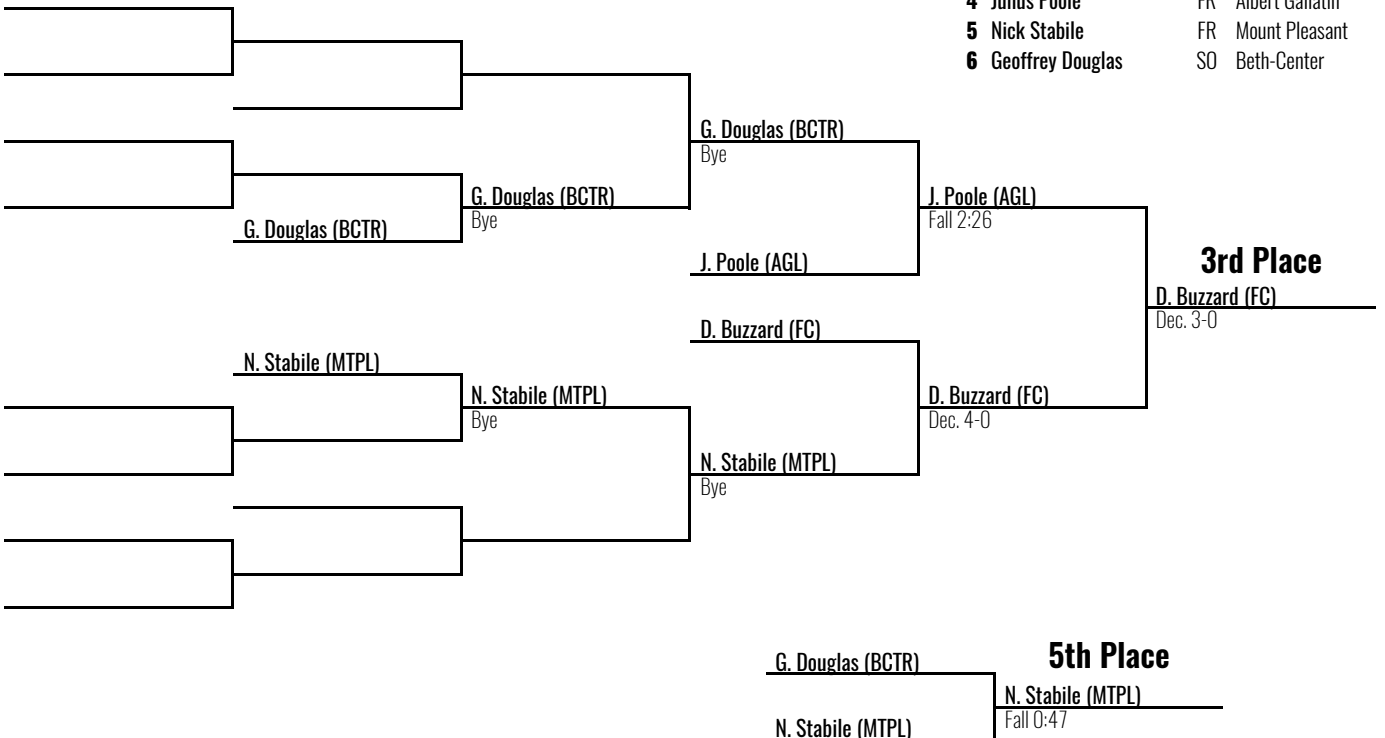 4 Julius Poole FR Albert Gallatin
5 Nick Stabile FR Mount Pleasant
6 Geoffrey Douglas SO Beth-Center
G. Douglas (BCTR)
Bye
G. Douglas (BCTR)
Bye
J. Poole (AGL)
Fall 2:26
G. Douglas (BCTR)
J. Poole (AGL)
3rd Place
D. Buzzard (FC)
Dec. 3-0
D. Buzzard (FC)
N. Stabile (MTPL)
N. Stabile (MTPL)
Bye
D. Buzzard (FC)
Dec. 4-0
N. Stabile (MTPL)
Bye
5th Place
G. Douglas (BCTR)
N. Stabile (MTPL)
Fall 0:47
N. Stabile (MTPL)